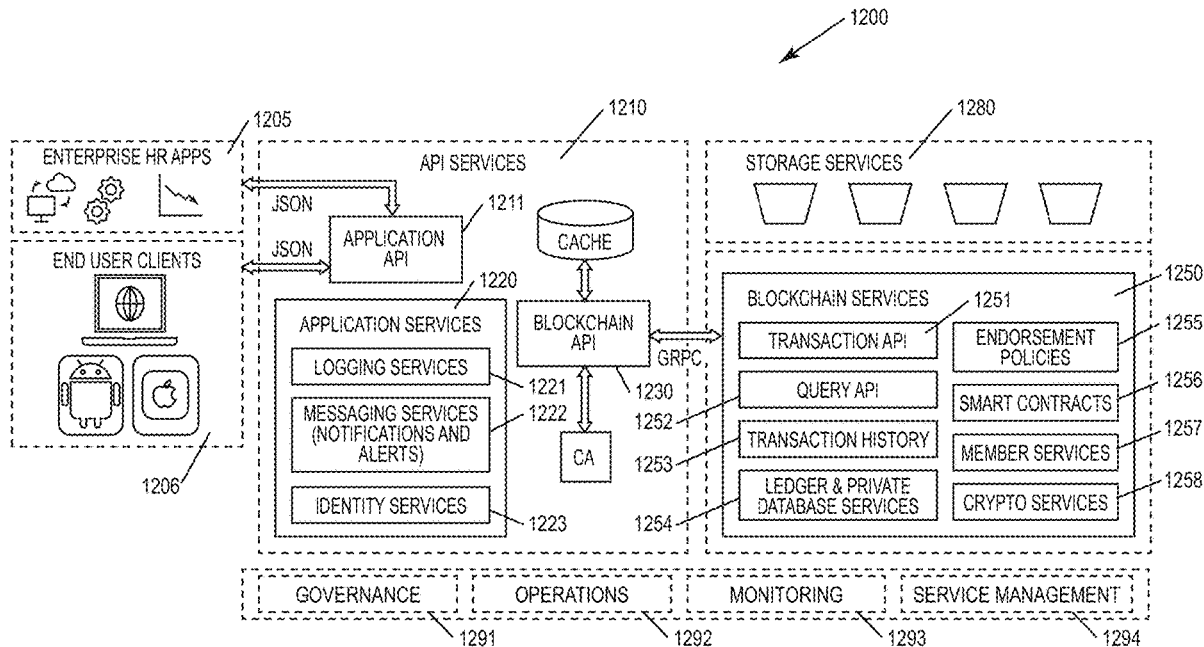 1200
1205
ENTERPRISE HR APPS
JSON
1210
API SERVICES
1211
APPLICATION
API
CACHE
1280
STORAGE SERVICES
END USER CLIENTS
JSON
1206
1220
APPLICATION SERVICES
LOGGING SERVICES
1221
MESSAGING SERVICES
(NOTIFICATIONS AND
ALERTS)
1222
IDENTITY SERVICES
1223
BLOCKCHAIN
API
1230
CA
GRPC
1250
BLOCKCHAIN SERVICES
1251
TRANSACTION API
QUERY API
1252
TRANSACTION HISTORY
1253
LEDGER & PRIVATE
DATABASE SERVICES
1254
1255
ENDORSEMENT
POLICIES
1256
SMART CONTRACTS
1257
MEMBER SERVICES
1258
CRYPTO SERVICES
GOVERNANCE
OPERATIONS
MONITORING
SERVICE MANAGEMENT
1291
1292
1293
1294